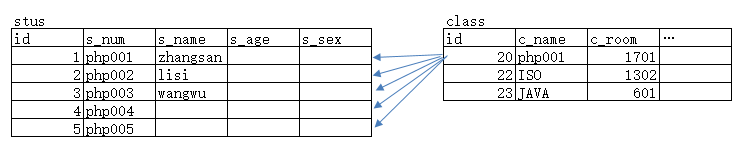 stus
id s_num s_name s_age s_sex
1 php001 zhangsan
2 php002 lisi
3 php003 wangwu
4 php004
5 php005
class
id c_name c_room …
20 php001 1701
22 ISO 1302
23 JAVA 601